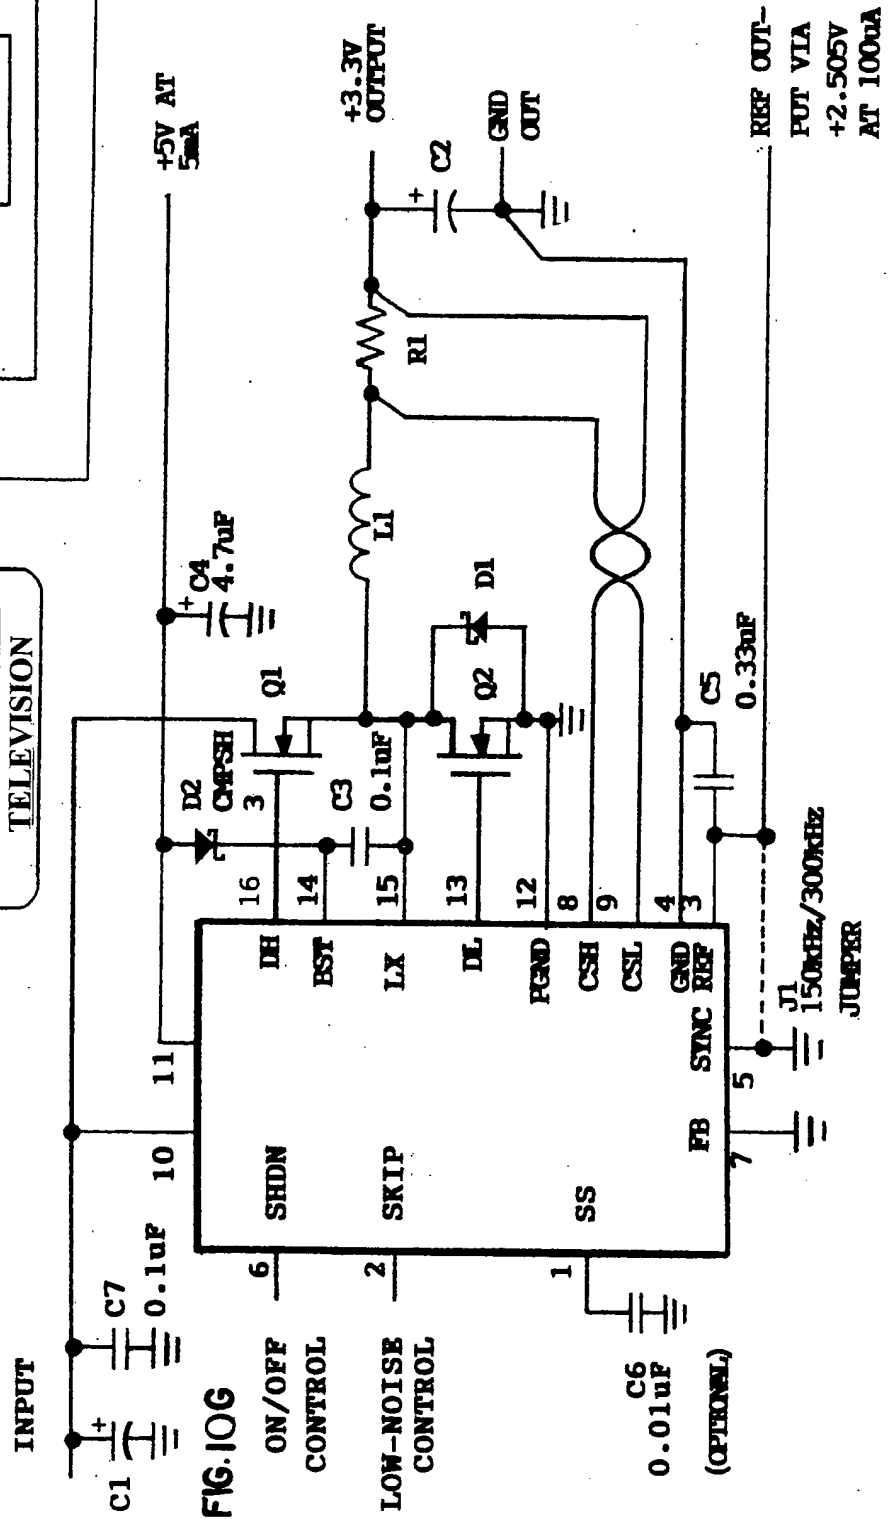 TELEVISION
INPUT
C1
+
C7
0.1uF
FIG.10G
ON/OFF
CONTROL
LOW-NOISE
CONTROL
6
2
1
C6
0.01uF
(OPTIONAL)
10
11
SHDN
SKIP
SS
FB
7
SYNC
5
DH
BST
LX
DL
PGND
CSH
CSL
GND
REF
16
14
15
13
12
8
9
4
3
D2
CMPSH
3
C3
0.1uF
Q1
Q2
D1
+
C4
4.7uF
L1
R1
+
C2
C5
0.33uF
J1
150kHz/300kHz
JUMPER
+5V AT
5mA
+3.3V
OUTPUT
GND
OUT
REF OUT-
PUT VIA
+2.505V
AT 100uA